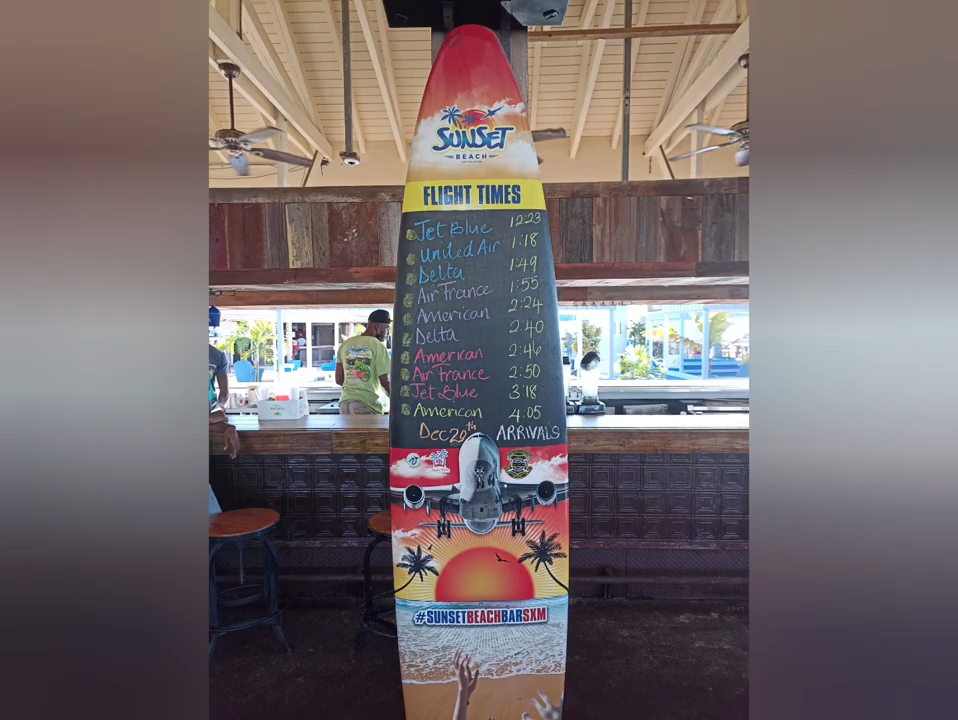 SUNSET
BEACH
FLIGHT TIMES
Jet Blue 12:23
United Air 1:18
Delta 1:49
Air France 1:55
American 2:24
Delta 2:40
American 2:46
Air France 2:50
Jet Blue 3:18
American 4:05
Dec 20th ARRIVALS
#SUNSETBEACHBARSXM